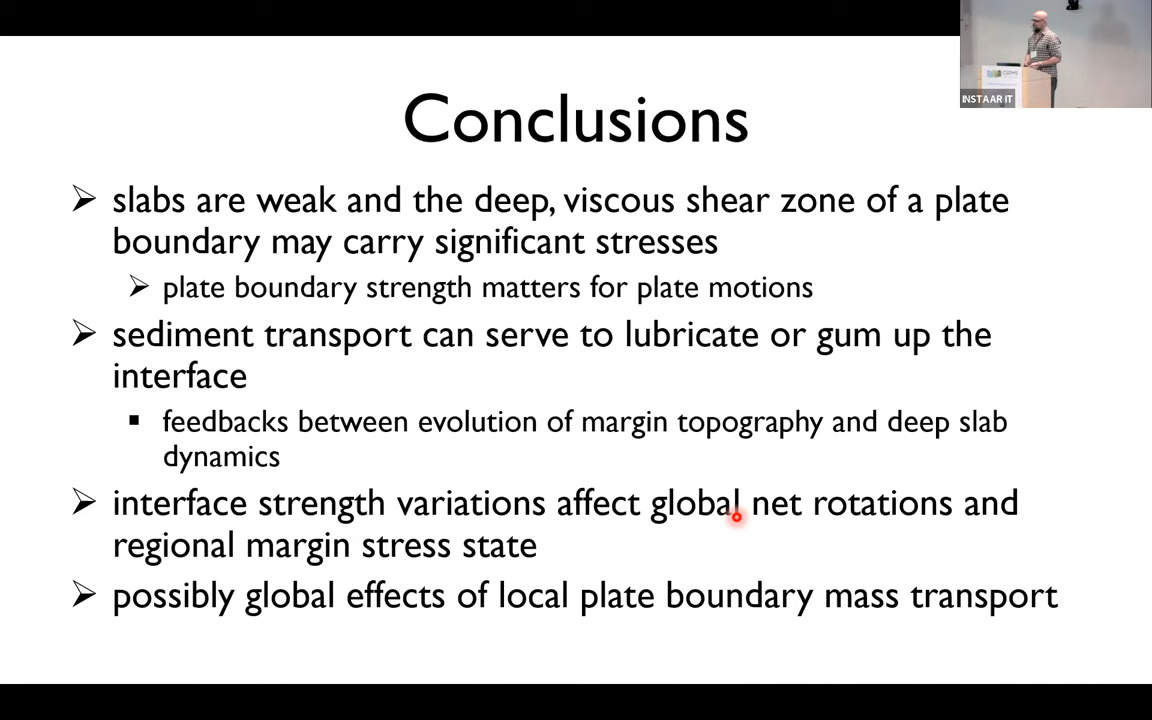 Conclusions
slabs are weak and the deep, viscous shear zone of a plate
boundary may carry significant stresses
plate boundary strength matters for plate motions
sediment transport can serve to lubricate or gum up the
interface
feedbacks between evolution of margin topography and deep slab
dynamics
interface strength variations affect global net rotations and
regional margin stress state
possibly global effects of local plate boundary mass transport
CSDMS
INSTAAR IT